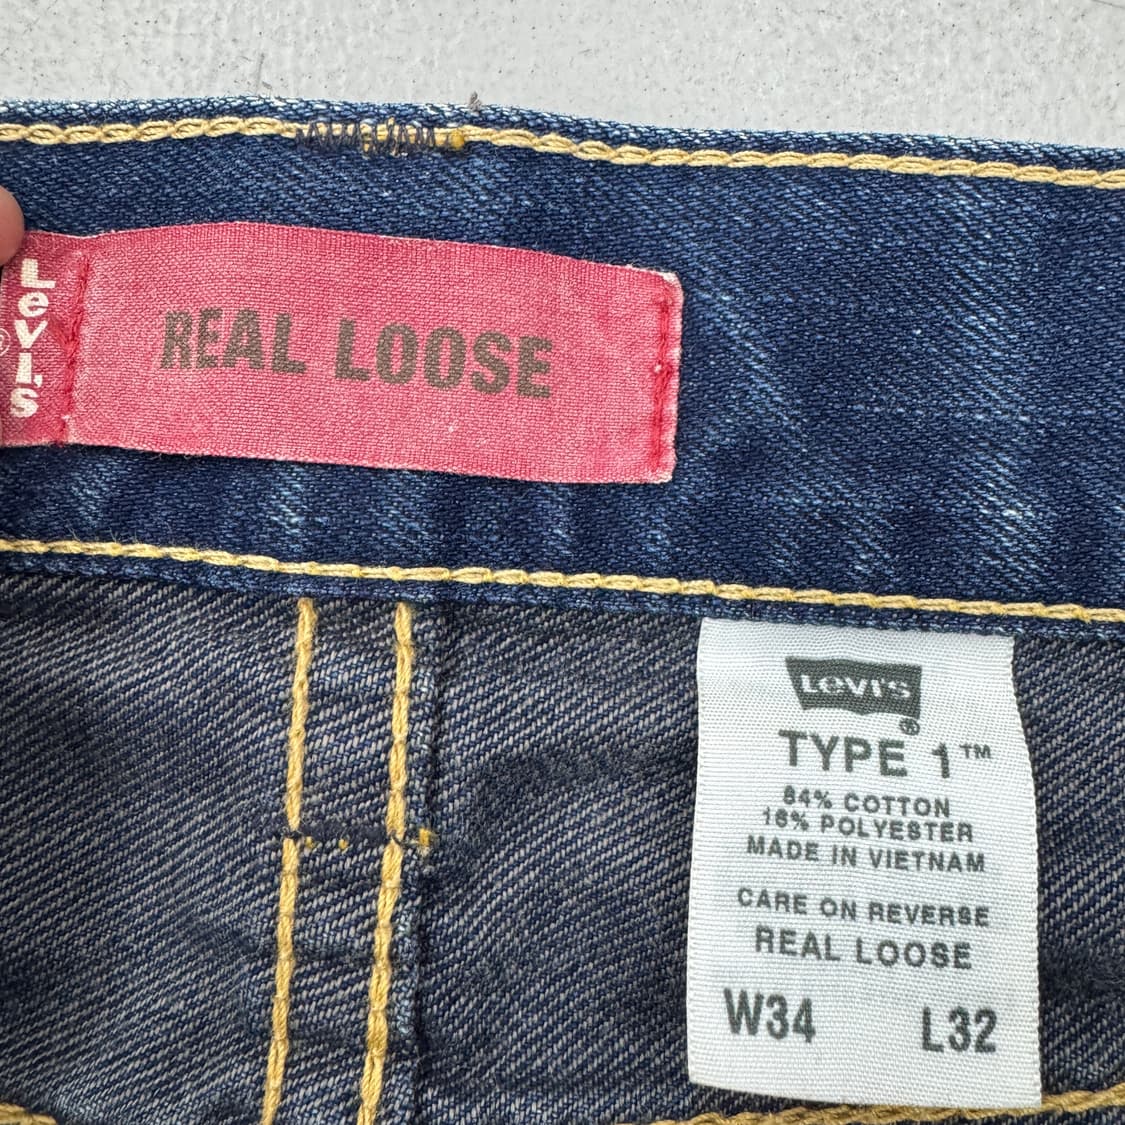 LEVI'S
®
REAL LOOSE
LEVI'S
®
TYPE 1™
84% COTTON
16% POLYESTER
MADE IN VIETNAM
CARE ON REVERSE
REAL LOOSE
W34 L32